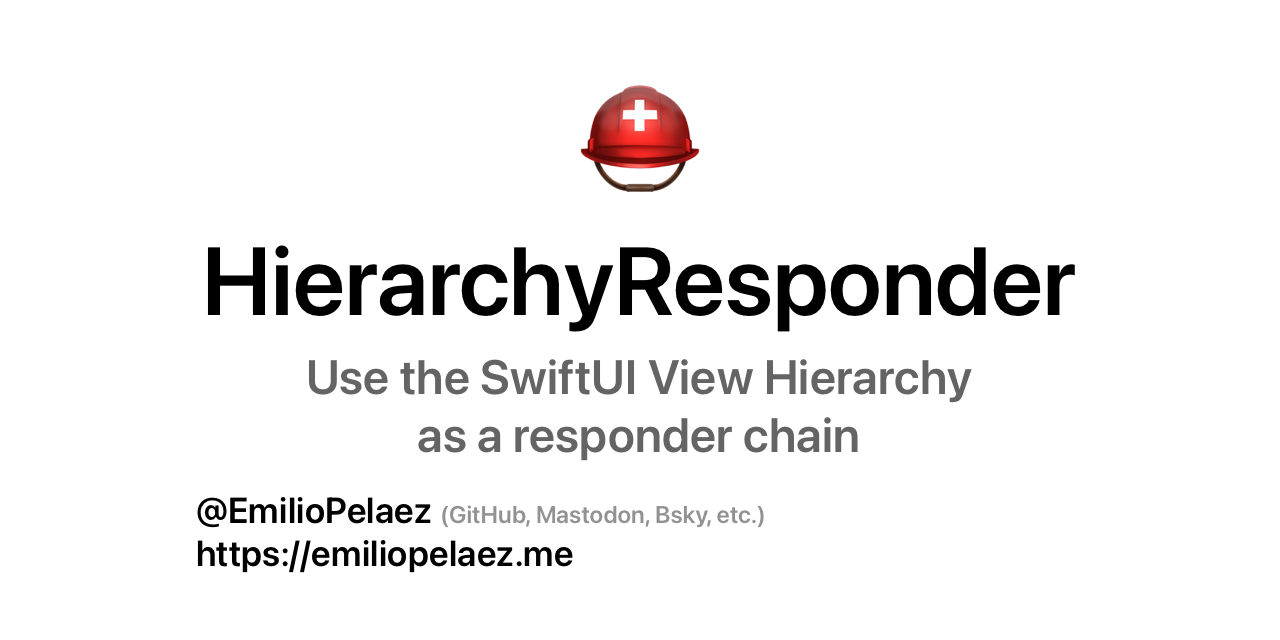 HierarchyResponder
Use the SwiftUI View Hierarchy
as a responder chain
@EmilioPelaez (GitHub, Mastodon, Bsky, etc.)
https://emiliopelaez.me